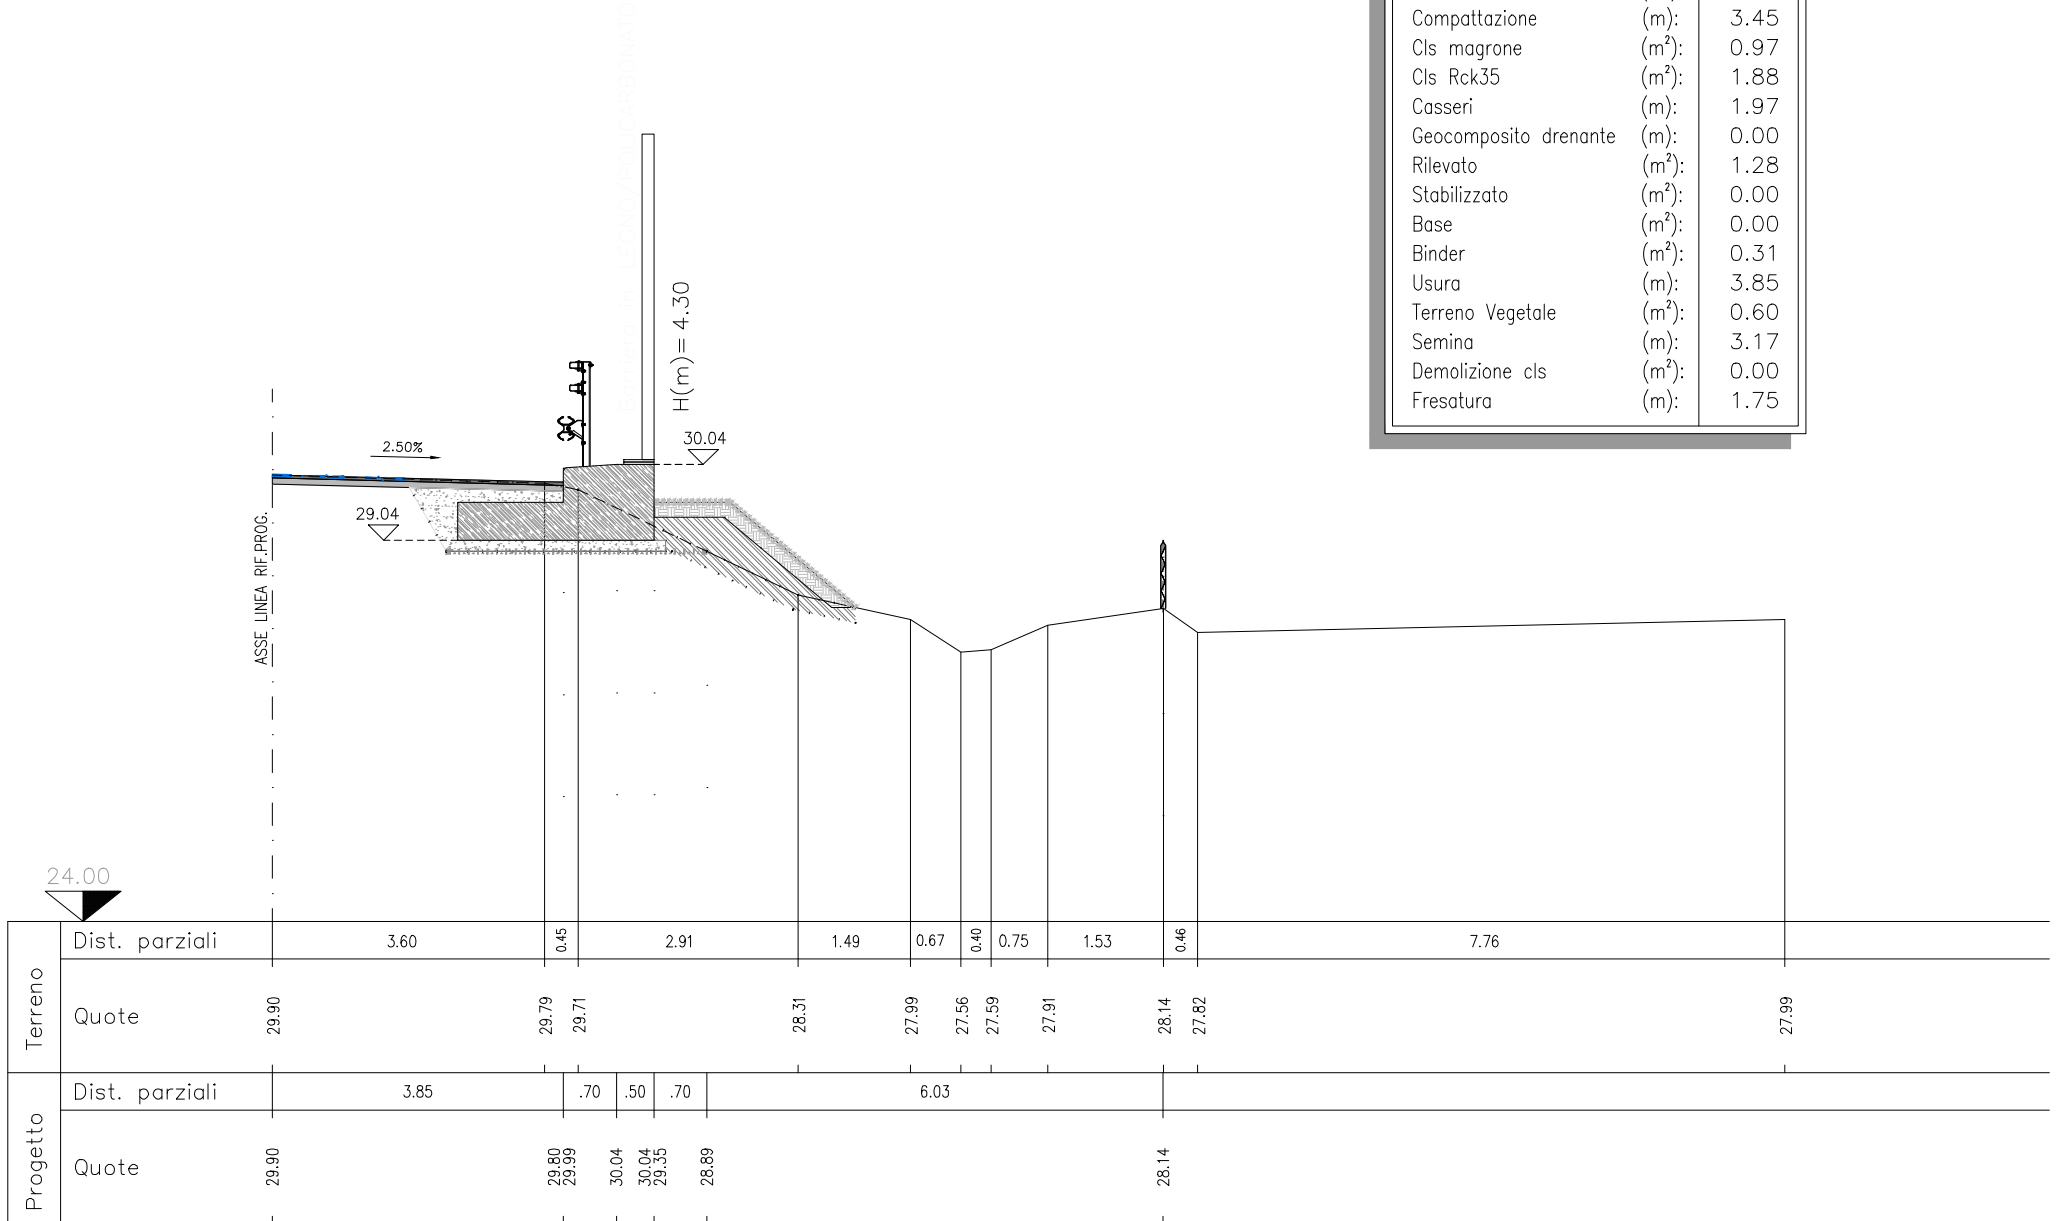 Compattazione (m): 3.45
Cls magrone (m²): 0.97
Cls Rck35 (m²): 1.88
Casseri (m): 1.97
Geocomposito drenante (m): 0.00
Rilevato (m²): 1.28
Stabilizzato (m²): 0.00
Base (m²): 0.00
Binder (m²): 0.31
Usura (m): 3.85
Terreno Vegetale (m²): 0.60
Semina (m): 3.17
Demolizione cls (m²): 0.00
Fresatura (m): 1.75
H(m)= 4.30
2.50%
30.04
29.04
ASSE LINEA RIF.PROG.
24.00
Terreno
Dist. parziali 3.60 0.45 2.91 1.49 0.67 0.40 0.75 1.53 0.46 7.76
Quote 29.90 29.79 29.71 28.31 27.99 27.56 27.59 27.91 28.14 27.82 27.99
Progetto
Dist. parziali 3.85 .70 .50 .70 6.03
Quote 29.90 29.80 29.99 30.04 30.04 29.35 28.89 28.14